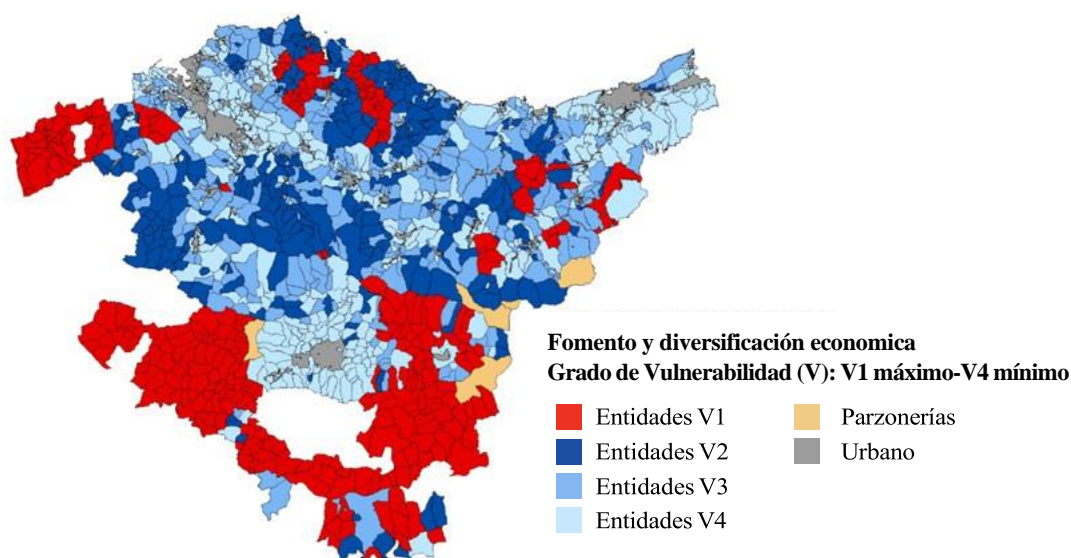 Fomento y diversificación economica
Grado de Vulnerabilidad (V): V1 máximo-V4 mínimo
Entidades V1
Parzonerías
Entidades V2
Urbano
Entidades V3
Entidades V4